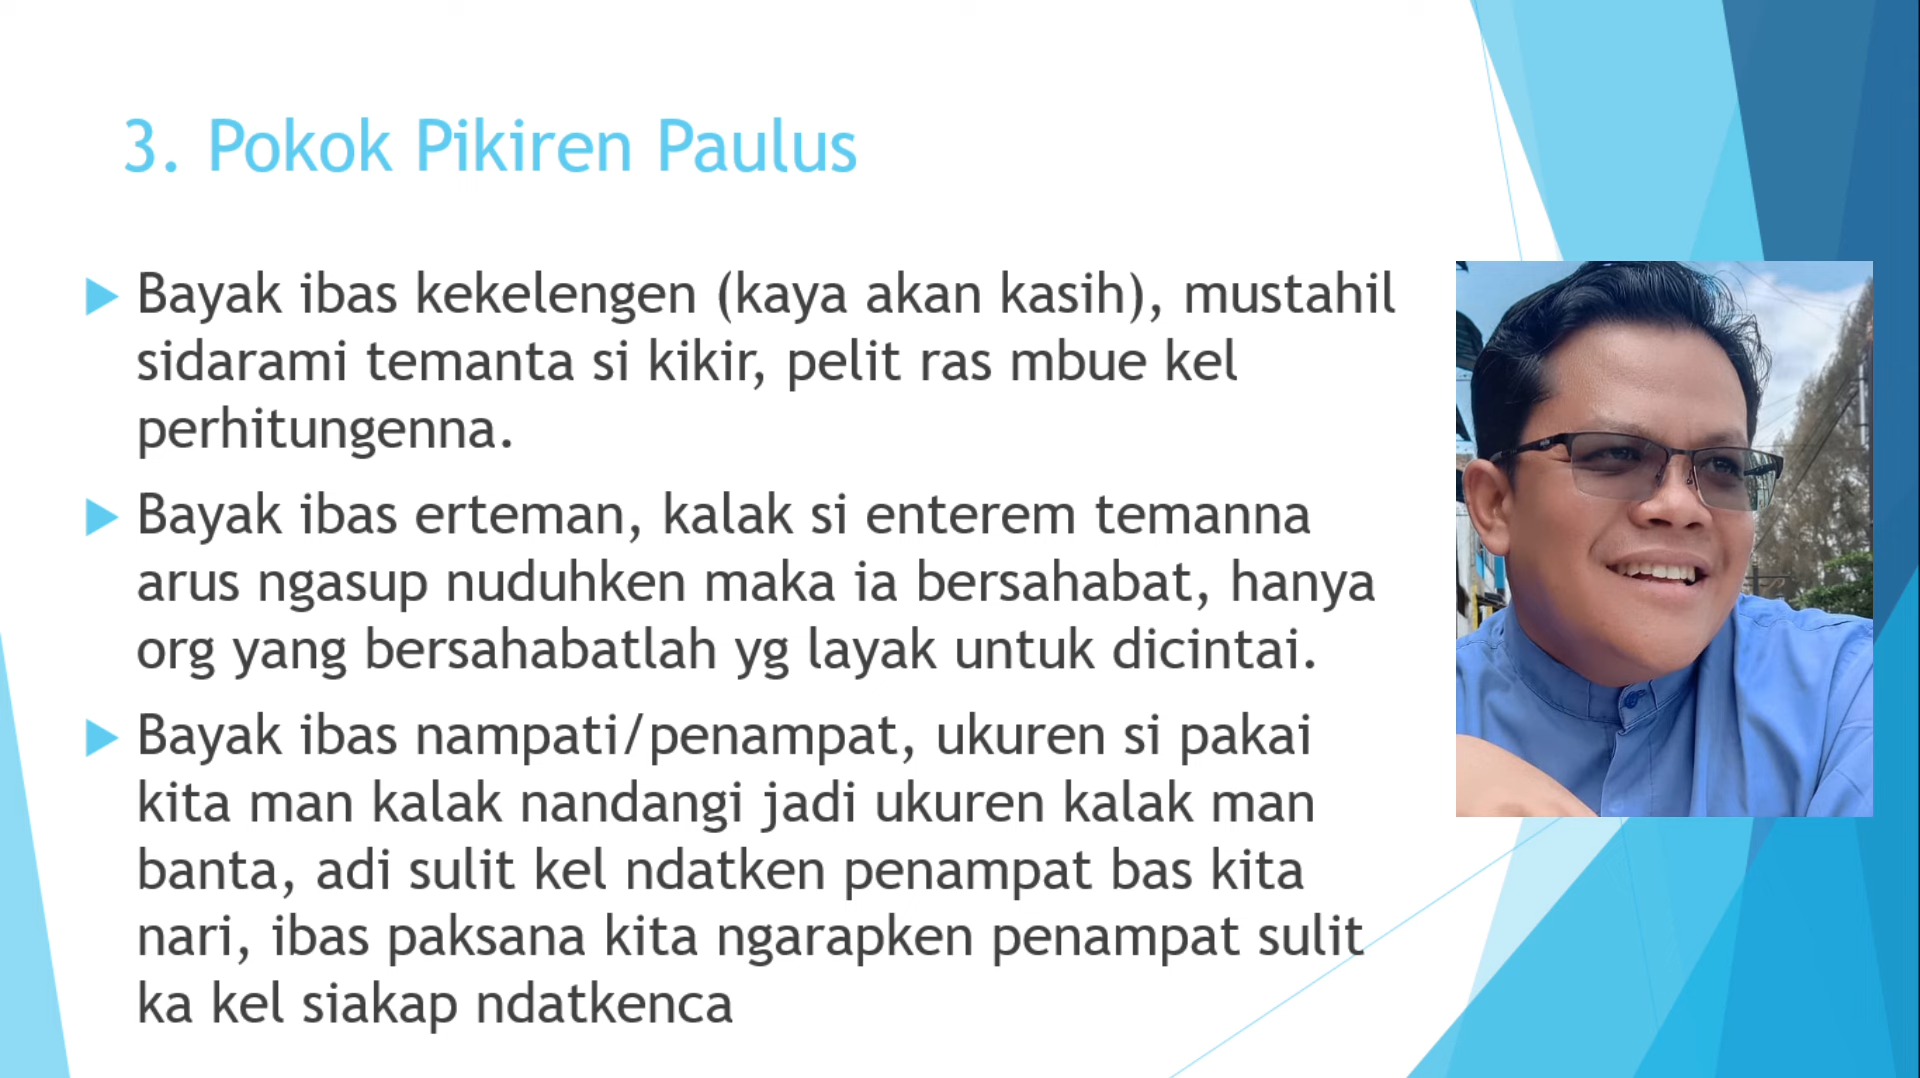 3. Pokok Pikiren Paulus
Bayak ibas kekelengen (kaya akan kasih), mustahil
sidarami temanta si kikir, pelit ras mbue kel
perhitungenna.
Bayak ibas erteman, kalak si enterem temanna
arus ngasup nuduhken maka ia bersahabat, hanya
org yang bersahabatlah yg layak untuk dicintai.
Bayak ibas nampati/penampat, ukuren si pakai
kita man kalak nandangi jadi ukuren kalak man
banta, adi sulit kel ndatken penampat bas kita
nari, ibas paksana kita ngarapken penampat sulit
ka kel siakap ndatkenca